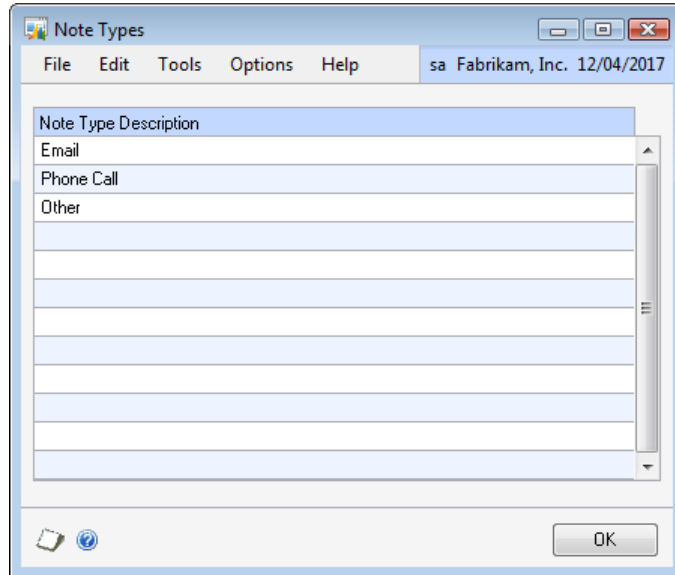 Note Types
File Edit Tools Options Help sa Fabrikam, Inc. 12/04/2017
Note Type Description
Email
Phone Call
Other
OK